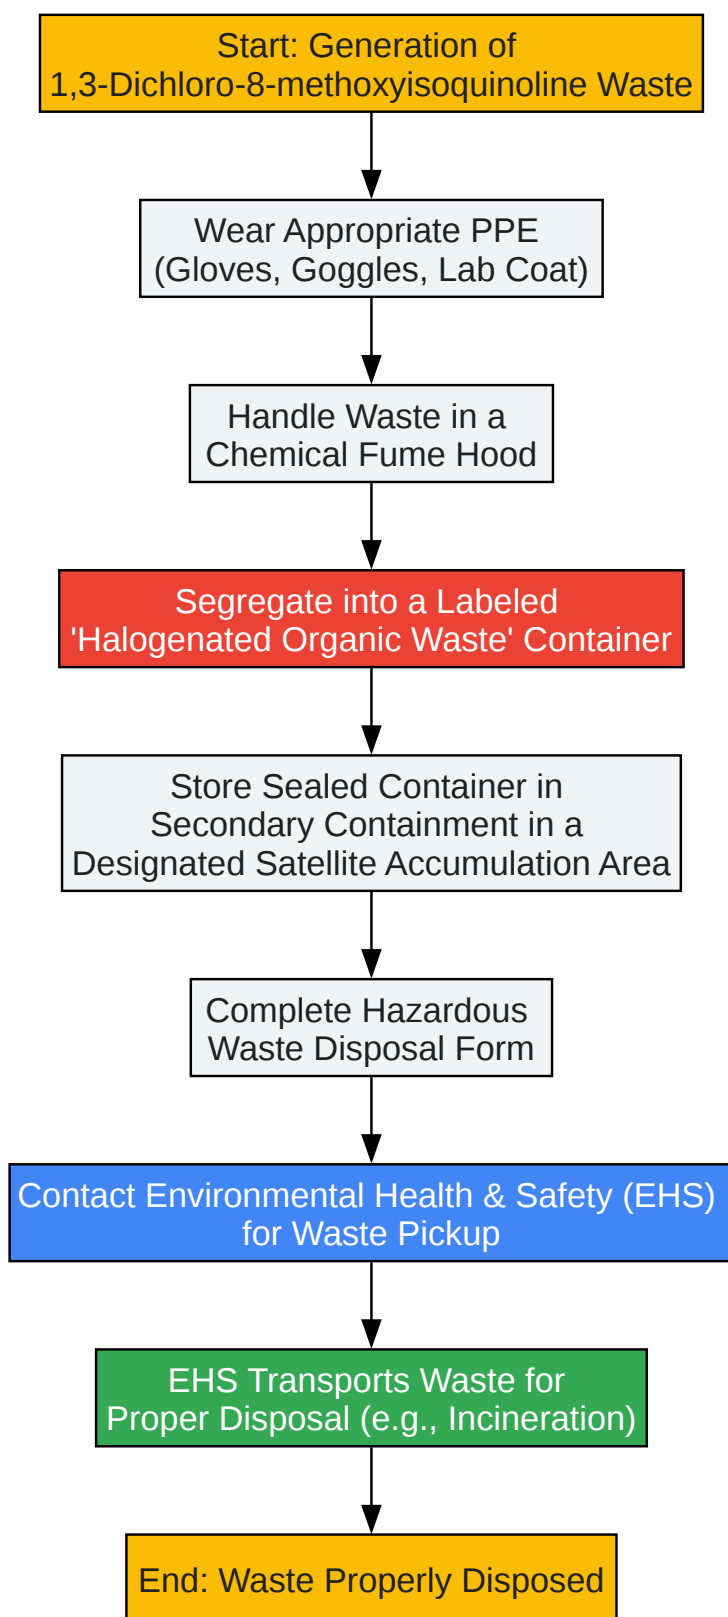 Start: Generation of
1,3-Dichloro-8-methoxyisoquinoline Waste
Wear Appropriate PPE
(Gloves, Goggles, Lab Coat)
Handle Waste in a
Chemical Fume Hood
Segregate into a Labeled
'Halogenated Organic Waste' Container
Store Sealed Container in
Secondary Containment in a
Designated Satellite Accumulation Area
Complete Hazardous
Waste Disposal Form
Contact Environmental Health & Safety (EHS)
for Waste Pickup
EHS Transports Waste for
Proper Disposal (e.g., Incineration)
End: Waste Properly Disposed